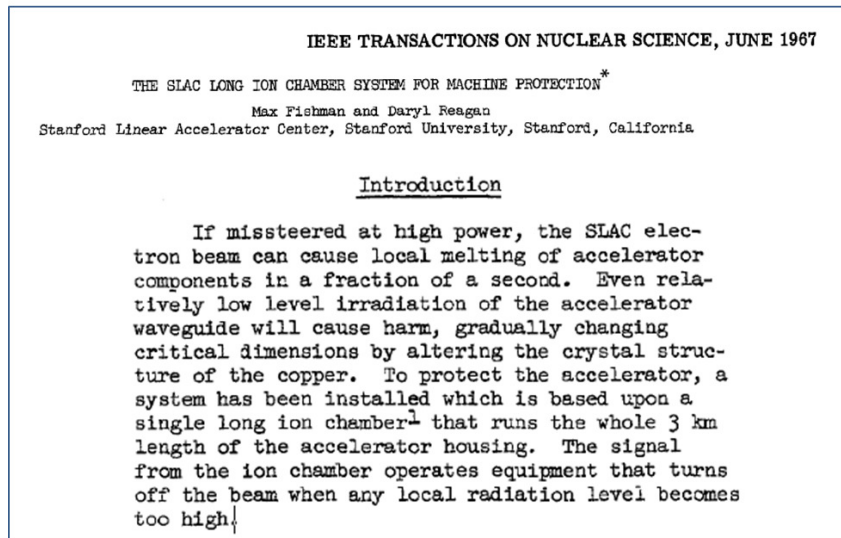 IEEE TRANSACTIONS ON NUCLEAR SCIENCE, JUNE 1967
THE SLAC LONG ION CHAMBER SYSTEM FOR MACHINE PROTECTION*
Max Fishman and Daryl Reagan
Stanford Linear Accelerator Center, Stanford University, Stanford, California
Introduction
If missteered at high power, the SLAC elec-
tron beam can cause local melting of accelerator
components in a fraction of a second. Even rela-
tively low level irradiation of the accelerator
waveguide will cause harm, gradually changing
critical dimensions by altering the crystal struc-
ture of the copper. To protect the accelerator, a
system has been installed which is based upon a
single long ion chamber1 that runs the whole 3 km
length of the accelerator housing. The signal
from the ion chamber operates equipment that turns
off the beam when any local radiation level becomes
too high.